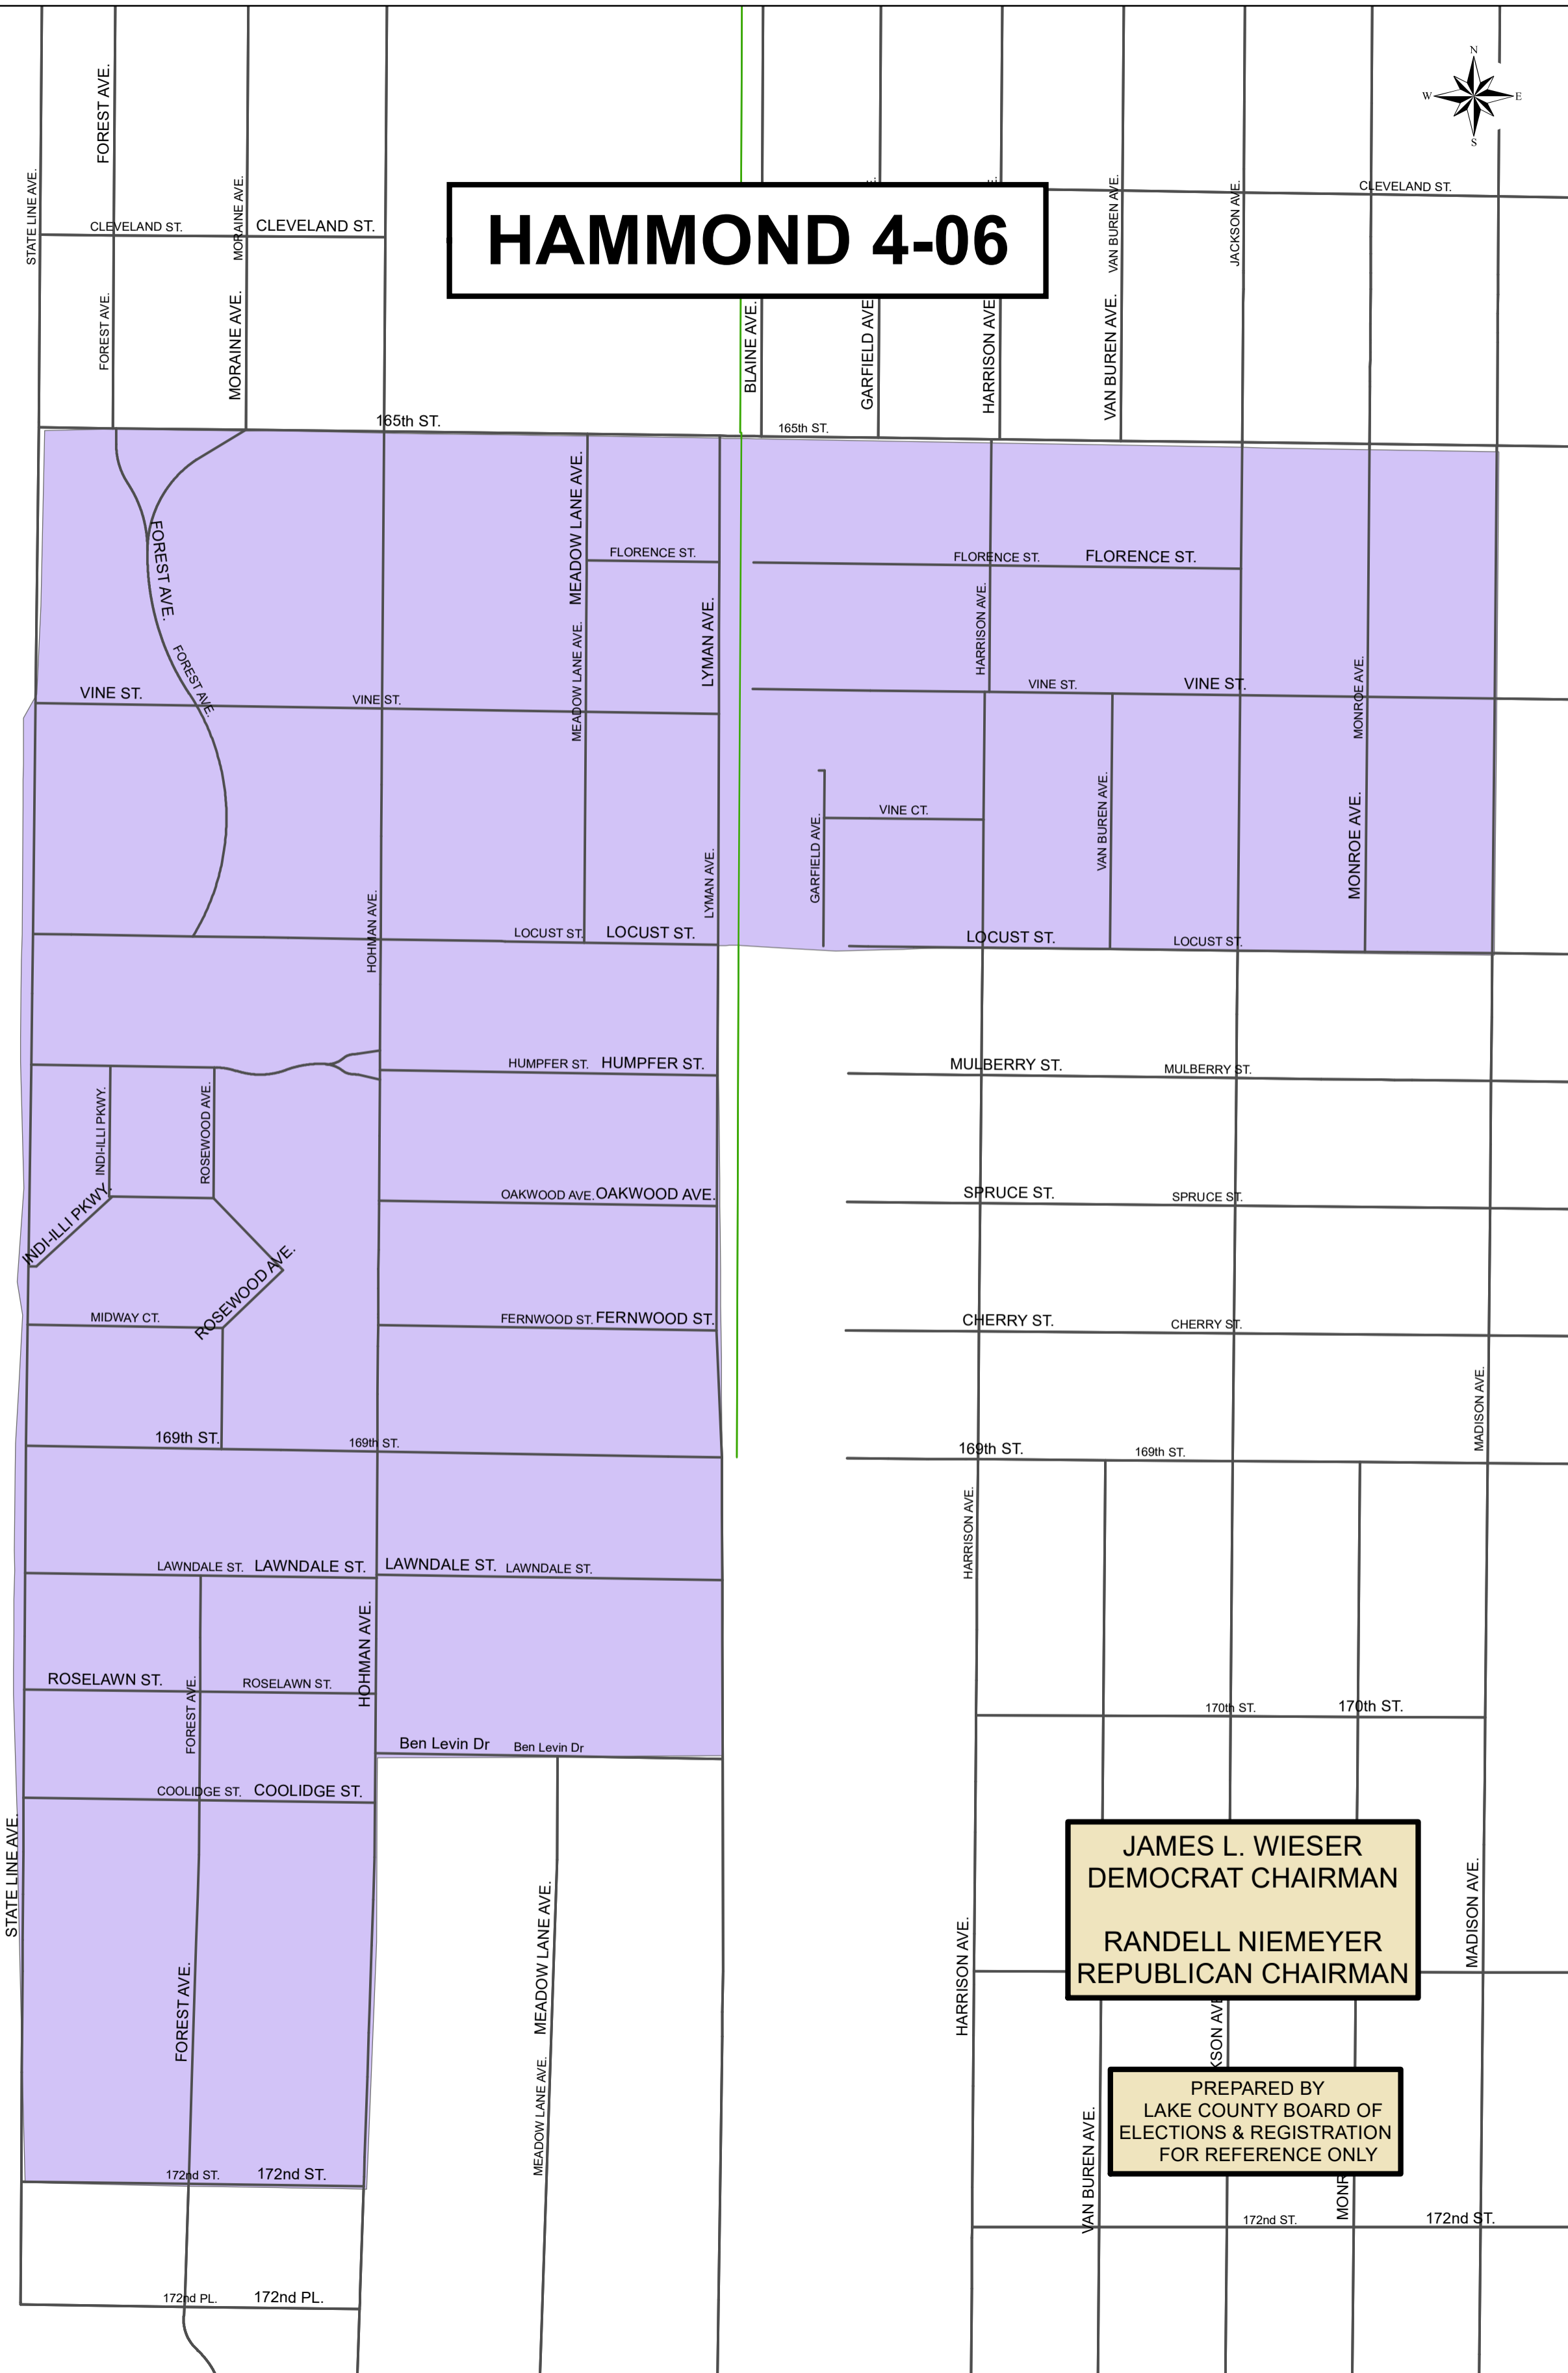 N
W E
S
FOREST AVE.
STATE LINE AVE.
MORAINE AVE.
CLEVELAND ST.
CLEVELAND ST.
HAMMOND 4-06
VAN BUREN AVE.
JACKSON AVE.
CLEVELAND ST.
FOREST AVE.
MORAINE AVE.
BLAINE AVE.
GARFIELD AVE.
HARRISON AVE.
VAN BUREN AVE.
165th ST.
165th ST.
FOREST AVE.
MEADOW LANE AVE.
FLORENCE ST.
FLORENCE ST.
FLORENCE ST.
LYMAN AVE.
HARRISON AVE.
FOREST AVE.
MEADOW LANE AVE.
MONROE AVE.
VINE ST.
VINE ST.
VINE ST.
VINE ST.
GARFIELD AVE.
VINE CT.
VAN BUREN AVE.
MONROE AVE.
LYMAN AVE.
HOHMAN AVE.
LOCUST ST.
LOCUST ST.
LOCUST ST.
LOCUST ST.
HUMPFER ST.
HUMPFER ST.
MULBERRY ST.
MULBERRY ST.
INDI-ILLI PKWY.
ROSEWOOD AVE.
OAKWOOD AVE.
OAKWOOD AVE.
SPRUCE ST.
SPRUCE ST.
INDI-ILLI PKWY.
ROSEWOOD AVE.
MIDWAY CT.
FERNWOOD ST.
FERNWOOD ST.
CHERRY ST.
CHERRY ST.
MADISON AVE.
169th ST.
169th ST.
169th ST.
169th ST.
HARRISON AVE.
LAWNDALE ST.
LAWNDALE ST.
LAWNDALE ST.
LAWNDALE ST.
HOHMAN AVE.
ROSELAWN ST.
ROSELAWN ST.
FOREST AVE.
170th ST.
170th ST.
Ben Levin Dr
Ben Levin Dr
COOLIDGE ST.
COOLIDGE ST.
STATE LINE AVE.
JAMES L. WIESER
DEMOCRAT CHAIRMAN
RANDELL NIEMEYER
REPUBLICAN CHAIRMAN
MADISON AVE.
MEADOW LANE AVE.
HARRISON AVE.
FOREST AVE.
KSON AVE
MEADOW LANE AVE.
PREPARED BY
LAKE COUNTY BOARD OF
ELECTIONS & REGISTRATION
FOR REFERENCE ONLY
VAN BUREN AVE.
MONR
172nd ST.
172nd ST.
172nd ST.
172nd ST.
172nd PL.
172nd PL.